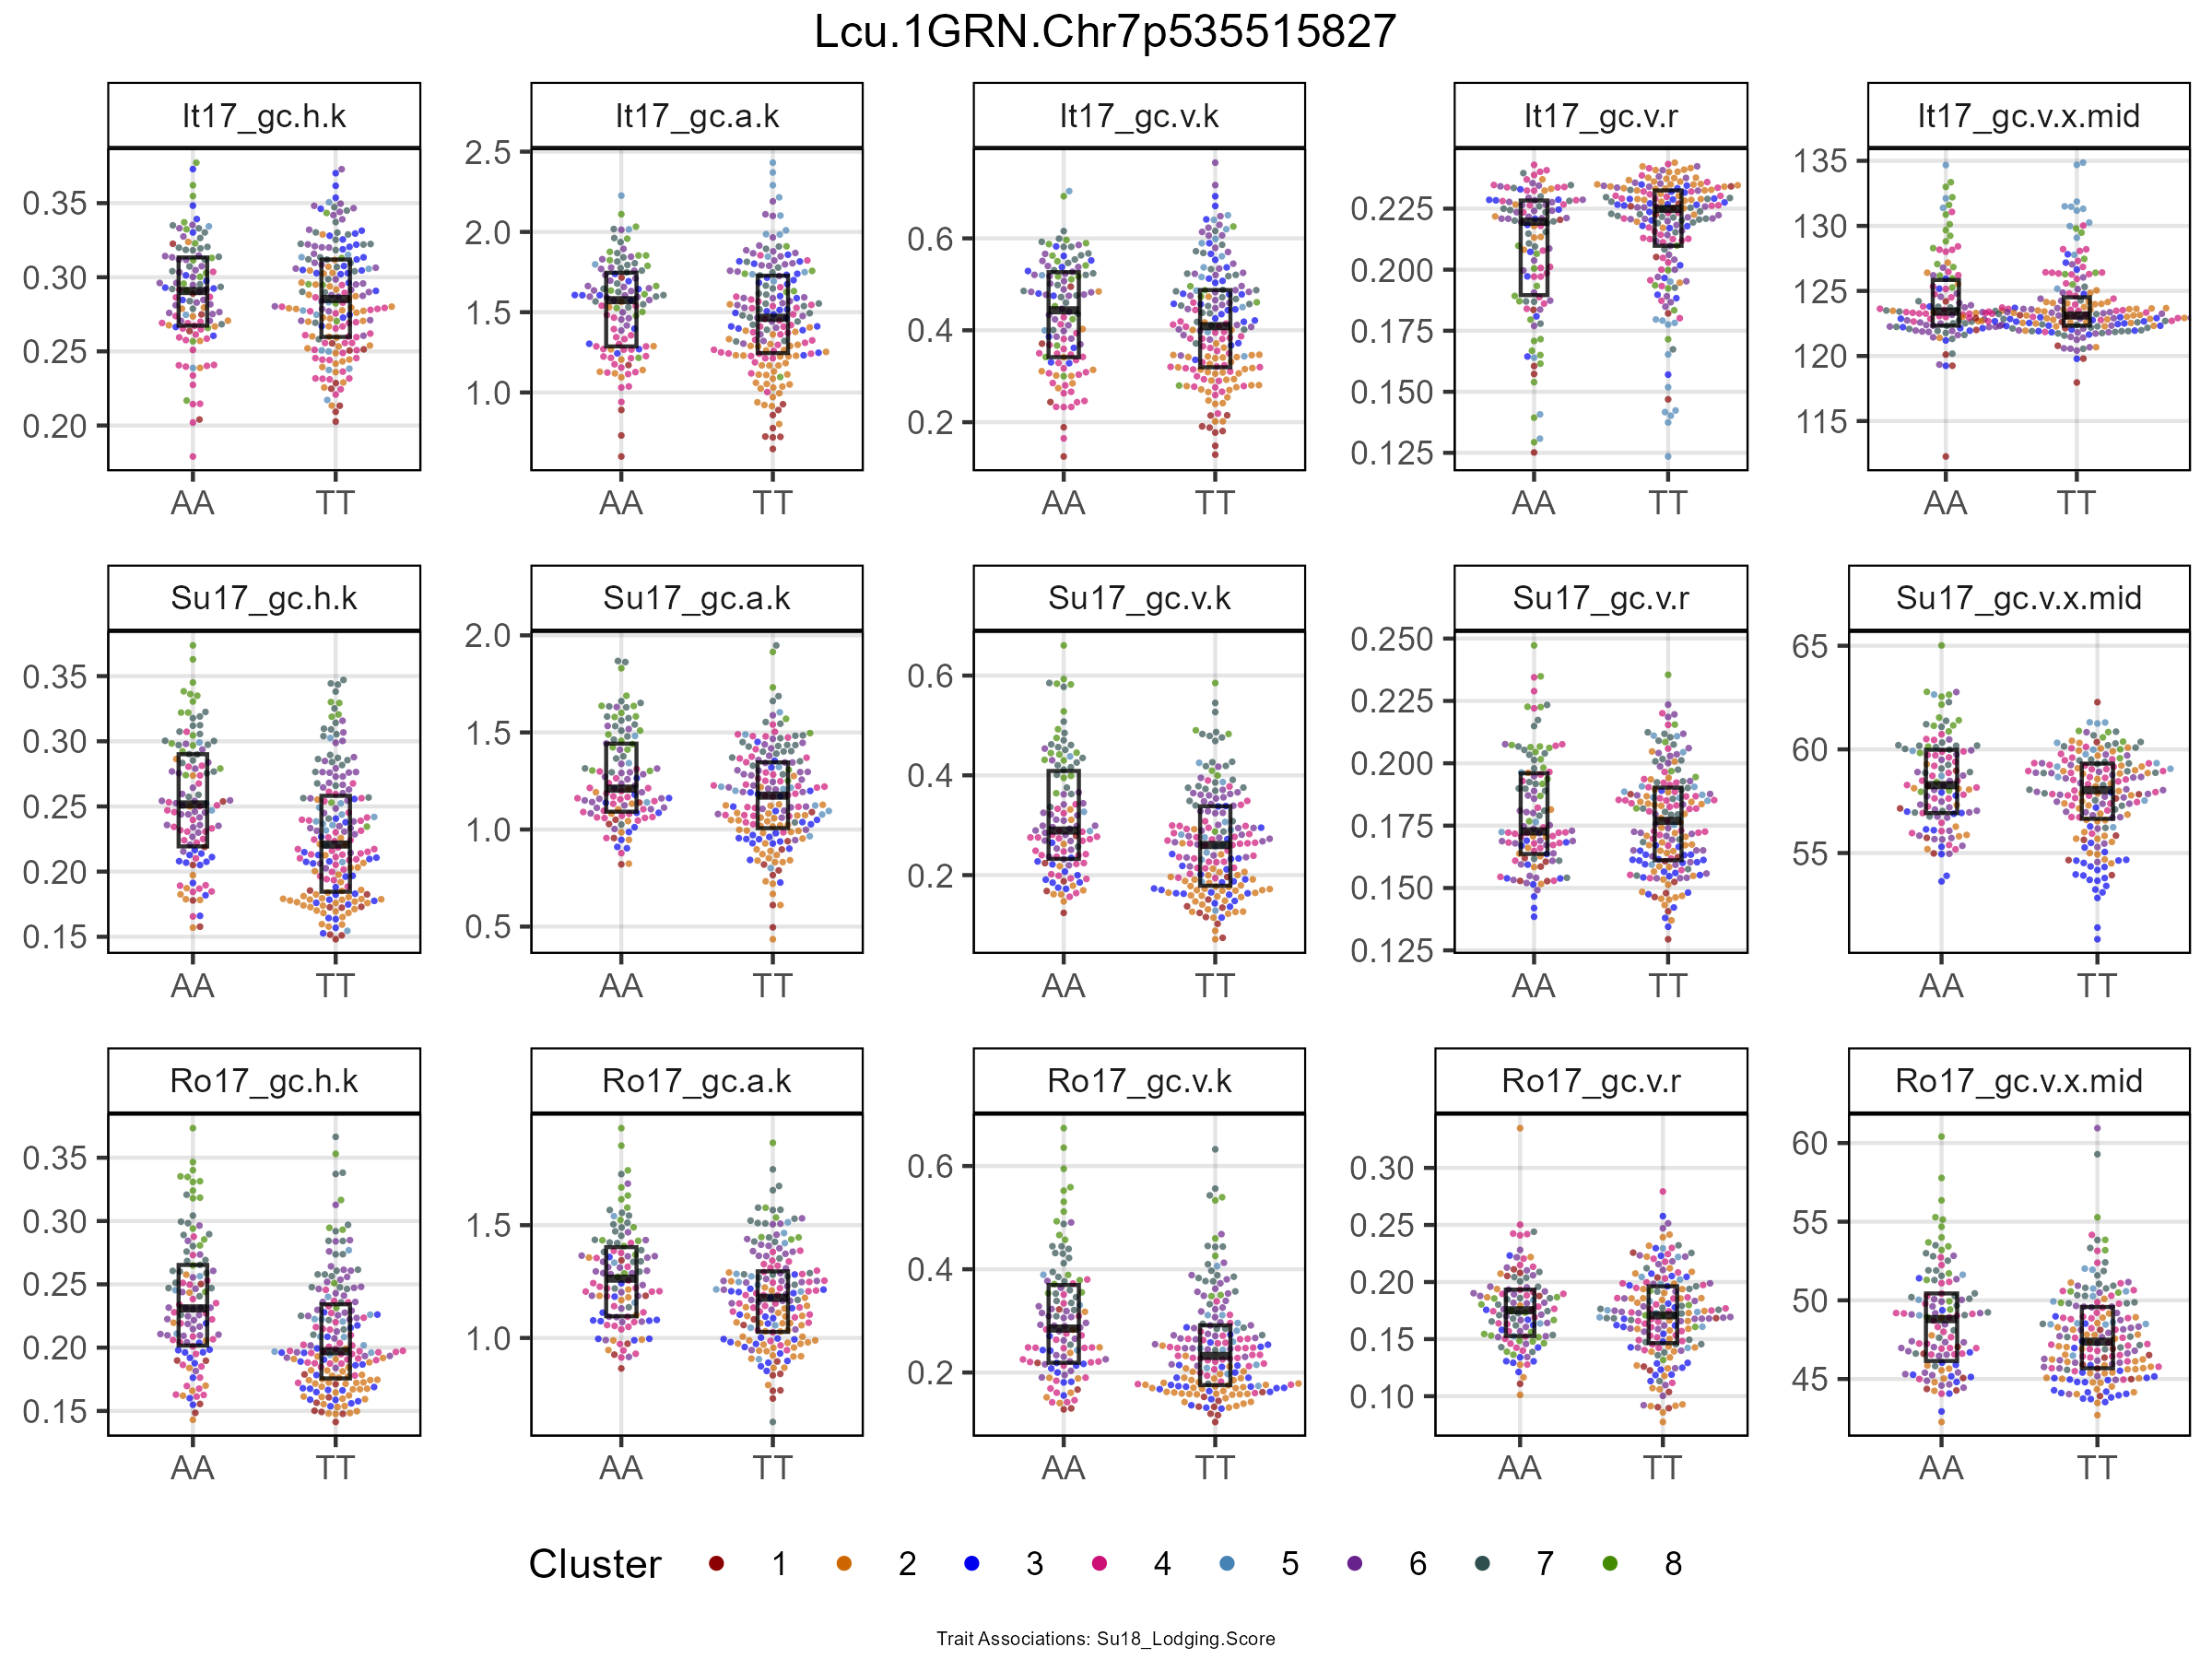 Lcu.1GRN.Chr7p535515827
It17_gc.h.k It17_gc.a.k It17_gc.v.k It17_gc.v.r It17_gc.v.x.mid
0.35 0.30 0.25 0.20
2.5 2.0 1.5 1.0
0.6 0.4 0.2
0.225 0.200 0.175 0.150 0.125
135 130 125 120 115
AA TT AA TT AA TT AA TT AA TT
Su17_gc.h.k Su17_gc.a.k Su17_gc.v.k Su17_gc.v.r Su17_gc.v.x.mid
0.35 0.30 0.25 0.20 0.15
2.0 1.5 1.0 0.5
0.6 0.4 0.2
0.250 0.225 0.200 0.175 0.150 0.125
65 60 55
AA TT AA TT AA TT AA TT AA TT
Ro17_gc.h.k Ro17_gc.a.k Ro17_gc.v.k Ro17_gc.v.r Ro17_gc.v.x.mid
0.35 0.30 0.25 0.20 0.15
1.5 1.0
0.6 0.4 0.2
0.30 0.25 0.20 0.15 0.10
60 55 50 45
AA TT AA TT AA TT AA TT AA TT
Cluster 1 2 3 4 5 6 7 8
Trait Associations: Su18_Lodging.Score